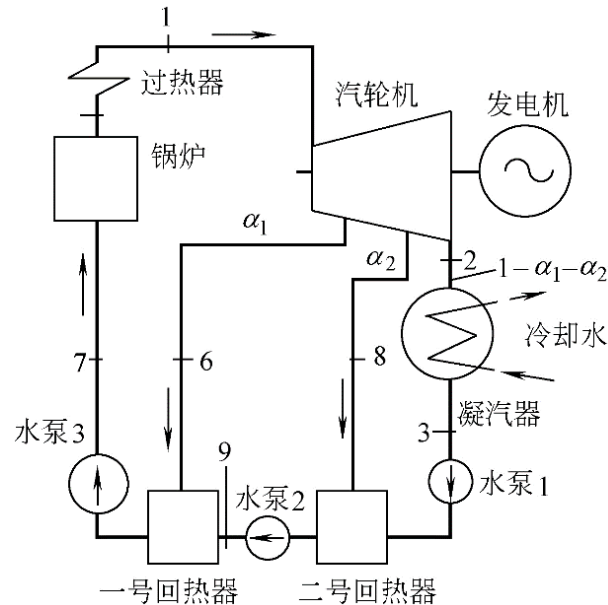 1
过热器
汽轮机
发电机
锅炉
α₁
α₂
2
1-α₁-α₂
冷却水
7
6
8
凝汽器
3
水泵3
9
水泵2
水泵1
一号回热器
二号回热器